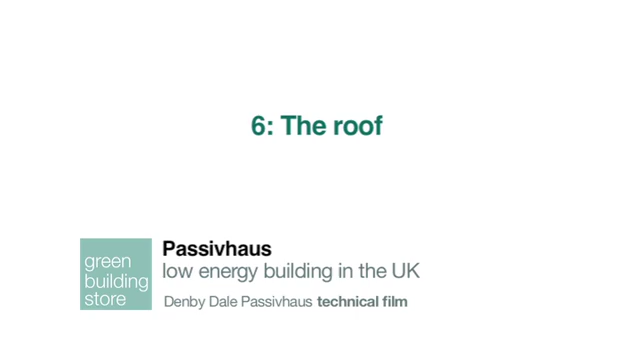 6: The roof
green
building
store
Passivhaus
low energy building in the UK
Denby Dale Passivhaus technical film